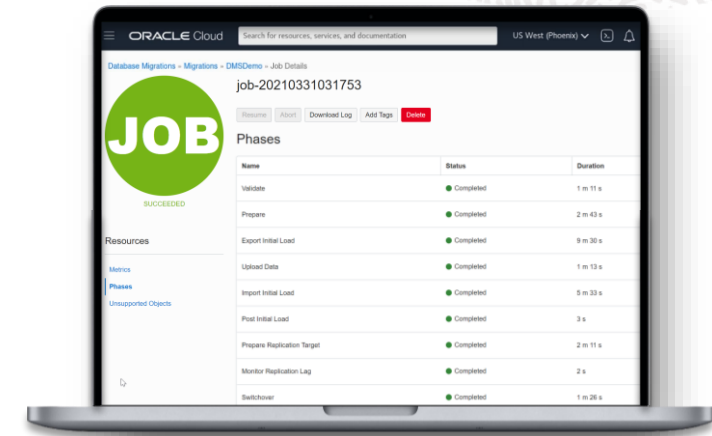 ORACLE Cloud
Search for resources, services, and documentation
US West (Phoenix)
Database Migrations » Migrations » DMSDemo » Job Details
JOB
SUCCEEDED
job-20210331031753
Resume Abort Download Log Add Tags Delete
Phases
Name Status Duration
Validate Completed 1 m 11 s
Prepare Completed 2 m 43 s
Export Initial Load Completed 9 m 30 s
Upload Data Completed 1 m 13 s
Import Initial Load Completed 5 m 33 s
Post Initial Load Completed 3 s
Prepare Replication Target Completed 2 m 11 s
Monitor Replication Lag Completed 2 s
Switchover Completed 1 m 26 s
Resources
Metrics
Phases
Unsupported Objects